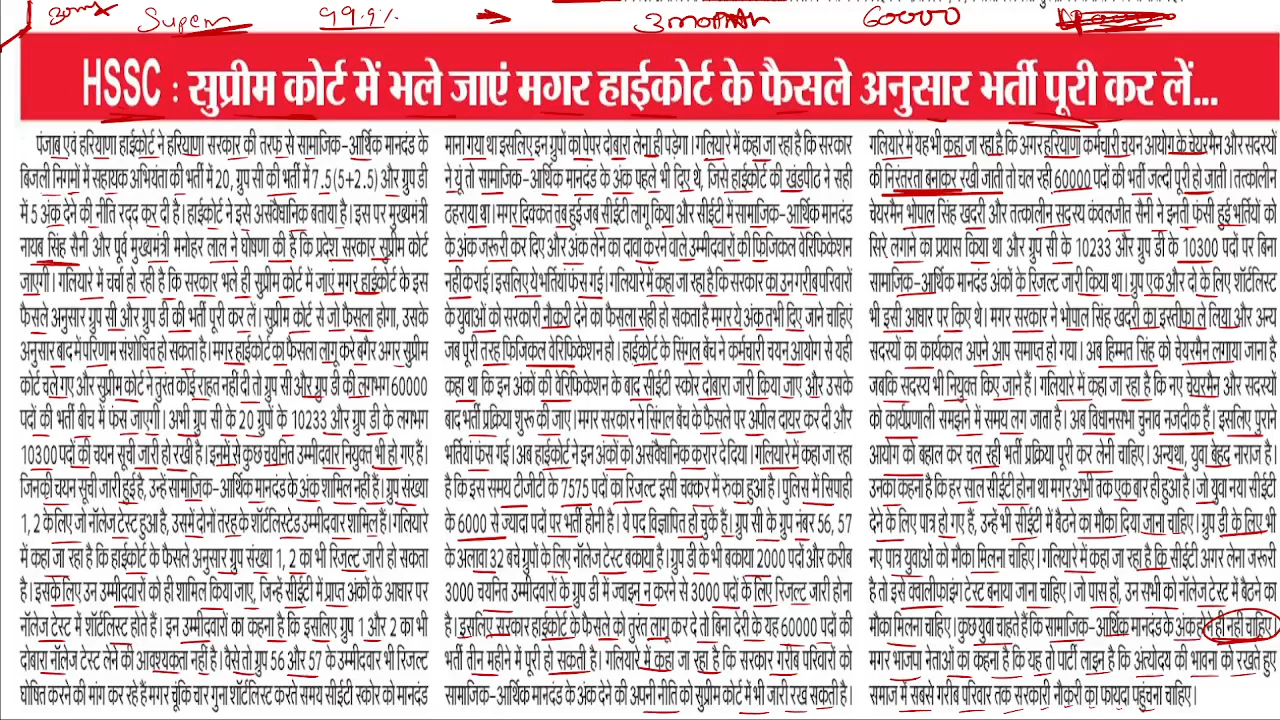 20 mx Supem 99.9% → 3 month 60000
HSSC : सुप्रीम कोर्ट में भले जाएं मगर हाईकोर्ट के फैसले अनुसार भर्ती पूरी कर लें...
पंजाब एवं हरियाणा हाईकोर्ट ने हरियाणा सरकार की तरफ से सामाजिक-आर्थिक मानदंड के
बिजली निगमों में सहायक अभियंता की भर्ती में 20, ग्रुप सी की भर्ती में 7.5 (5+2.5) और ग्रुप डी
में 5 अंक देने की नीति रद्द कर दी है। हाईकोर्ट ने इसे असंवैधानिक बताया है। इस पर मुख्यमंत्री
नायब सिंह सैनी और पूर्व मुख्यमंत्री मनोहर लाल ने घोषणा की है कि प्रदेश सरकार सुप्रीम कोर्ट
जाएगी। गलियारे में चर्चा हो रही है कि सरकार भले ही सुप्रीम कोर्ट में जाएं मगर हाईकोर्ट के इस
फैसले अनुसार ग्रुप सी और ग्रुप डी की भर्ती पूरी कर ले। सुप्रीम कोर्ट से जो फैसला होगा, उसके
अनुसार बाद में परिणाम संशोधित हो सकता है। मगर हाईकोर्ट का फैसला लागू करे बगैर अगर सुप्रीम
कोर्ट चले गए और सुप्रीम कोर्ट ने तुरंत कोई राहत नहीं दी तो ग्रुप सी और ग्रुप डी की लगभग 60000
पदों की भर्ती बीच में फंस जाएगी। अभी ग्रुप सी के 20 ग्रुपों के 10233 और ग्रुप डी के लगभग
10300 पदों का चयन सूची जारी हो रखी है। इनमें से कुछ चयनित उम्मीदवार नियुक्त भी हो गए हैं।
जिनकी चयन सूची जारी हुई है, उन्हें सामाजिक-आर्थिक मानदंड के अंक शामिल नहीं हैं। ग्रुप संख्या
1, 2 के लिए जो नॉलेज टेस्ट हुआ है, उसमें दोनों तरह के शॉर्टलिस्टेड उम्मीदवार शामिल हैं। गलियारे
में कहा जा रहा है कि हाईकोर्ट के फैसले अनुसार ग्रुप संख्या 1, 2 का भी रिजल्ट जारी हो सकता
है। इसके लिए उन उम्मीदवारों को ही शामिल किया जाए, जिन्हें सीईटी में प्राप्त अंकों के आधार पर
नॉलेज टेस्ट में शॉर्टलिस्ट होते हैं। इन उम्मीदवारों का कहना है कि इसलिए ग्रुप 1 और 2 का भी
दोबारा नॉलेज टेस्ट लेने की आवश्यकता नहीं है। वैसे तो ग्रुप 56 और 57 के उम्मीदवार भी रिजल्ट
घोषित करने की मांग कर रहे हैं मगर चूंकि चार गुना शॉर्टलिस्ट करते समय सीईटी स्कोर को मानदंड
माना गया था इसलिए इन ग्रुपों का पेपर दोबारा लेना ही पड़ेगा। गलियारे में कहा जा रहा है कि सरकार
ने यूं तो सामाजिक-आर्थिक मानदंड के अंक पहले भी दिए थे, जिसे हाईकोर्ट की खंडपीठ ने सही
ठहराया था। मगर दिक्कत तब हुई जब सीईटी लागू किया और सीईटी में सामाजिक-आर्थिक मानदंड
के अंक जरूरी कर दिए और अंक लेने का दावा करने वाले उम्मीदवारों की फिजिकल वेरिफिकेशन
नहीं कराई। इसलिए ये भर्तियां फंस गई। गलियारे में कहा जा रहा है कि सरकार का उन गरीब परिवारों
के युवाओं को सरकारी नौकरी देने का फैसला सही हो सकता है मगर ये अंक तभी दिए जाने चाहिएं
जब पूरी तरह फिजिकल वेरिफिकेशन हो। हाईकोर्ट के सिंगल बेंच ने कर्मचारी चयन आयोग से यही
कहा था कि इन अंकों की वेरिफिकेशन के बाद सीईटी स्कोर दोबारा जारी किया जाए और उसके
बाद भर्ती प्रक्रिया शुरू की जाए। मगर सरकार ने सिंगल बेंच के फैसले पर अपील दायर कर दी और
भर्तियां फंस गई। अब हाईकोर्ट ने इन अंकों को असंवैधानिक करार दे दिया। गलियारे में कहा जा रहा
है कि इस समय टीजीटी के 7575 पदों का रिजल्ट इसी चक्कर में रुका हुआ है। पुलिस में सिपाही
के 6000 से ज्यादा पदों पर भर्ती होनी है। ये पद विज्ञापित हो चुके हैं। ग्रुप सी के ग्रुप नंबर 56, 57
के अलावा 32 बचे ग्रुपों के लिए नॉलेज टेस्ट बकाया है। ग्रुप डी के भी बकाया 2000 पदों और करीब
3000 चयनित उम्मीदवारों के ग्रुप डी में ज्वाइन न करने से 3000 पदों के लिए रिजल्ट जारी होना
है। इसलिए सरकार हाईकोर्ट के फैसले को तुरंत लागू कर दे तो बिना देरी के यह 60000 पदों की
भर्ती तीन महीने में पूरी हो सकती है। गलियारे में कहा जा रहा है कि सरकार गरीब परिवारों को
सामाजिक-आर्थिक मानदंड के अंक देने की अपनी नीति को सुप्रीम कोर्ट में भी जारी रख सकती है।
गलियारे में यह भी कहा जा रहा है कि अगर हरियाणा कर्मचारी चयन आयोग के चेयरमैन और सदस्यों
की निरंतरता बनाकर रखी जाती तो चल रही 60000 पदों की भर्ती जल्दी पूरी हो जाती। तत्कालीन
चेयरमैन भोपाल सिंह खदरी और तत्कालीन सदस्य कंवलजीत सैनी ने इनती फंसी हुई भर्तियों को
सिरे लगाने का प्रयास किया था और ग्रुप सी के 10233 और ग्रुप डी के 10300 पदों पर बिना
सामाजिक-आर्थिक मानदंड अंकों के रिजल्ट जारी किया था। ग्रुप एक और दो के लिए शॉर्टलिस्ट
भी इसी आधार पर किए थे। मगर सरकार ने भोपाल सिंह खदरी का इस्तीफा ले लिया और अन्य
सदस्यों का कार्यकाल अपने आप समाप्त हो गया। अब हिम्मत सिंह को चेयरमैन लगाया जाना है
जबकि सदस्य भी नियुक्त किए जाने हैं। गलियारे में कहा जा रहा है कि नए चेयरमैन और सदस्यों
को कार्यप्रणाली समझने में समय लग जाता है। अब विधानसभा चुनाव नजदीक हैं। इसलिए पुराने
आयोग को बहाल कर चल रही भर्ती प्रक्रिया पूरी कर लेनी चाहिए। अन्यथा, युवा बेहद नाराज है।
उनका कहना है कि हर साल सीईटी होना था मगर अभी तक एक बार ही हुआ है। जो युवा नया सीईटी
देने के लिए पात्र हो गए हैं, उन्हें भी सीईटी में बैठने का मौका दिया जाना चाहिए। ग्रुप डी के लिए भी
नए पात्र युवाओं को मौका मिलना चाहिए। गलियारे में कहा जा रहा है कि सीईटी अगर लेना जरूरी
है तो इसे क्वालीफाइंग टेस्ट बनाया जाना चाहिए। जो पास हों, उन सभी को नॉलेज टेस्ट में बैठने का
मौका मिलना चाहिए। कुछ युवा चाहते हैं कि सामाजिक-आर्थिक मानदंड के अंक होने ही नहीं चाहिए।
मगर भाजपा नेताओं का कहना है कि यह तो पार्टी लाइन है कि अंत्योदय की भावना को रखते हुए
समाज में सबसे गरीब परिवार तक सरकारी नौकरी का फायदा पहुंचना चाहिए।